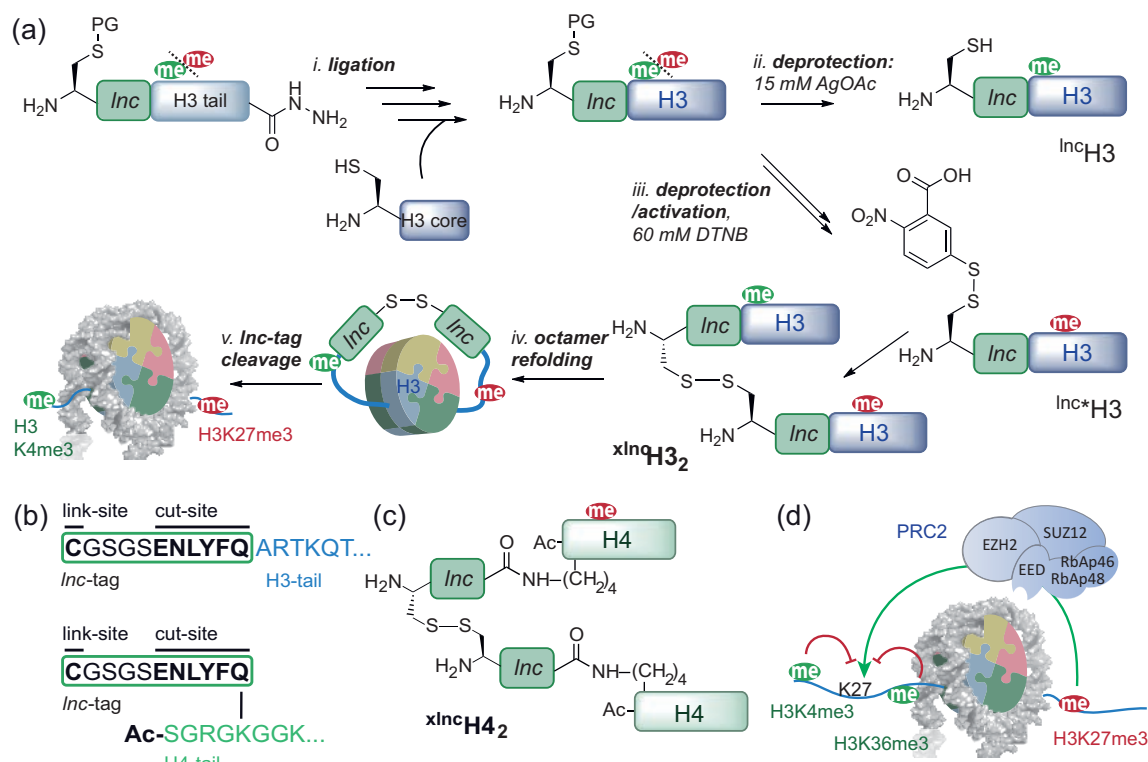 (a)
PG
S
H2N
lnc
me
me
H3 tail
O
H
N
NH2
i. ligation
HS
H2N
H3 core
PG
S
H2N
lnc
me
me
H3
ii. deprotection:
15 mM AgOAc
SH
H2N
lnc
me
H3
lncH3
iii. deprotection
/activation,
60 mM DTNB
O
OH
O2N
S
S
H2N
lnc
me
H3
lnc*H3
H2N
lnc
me
H3
S–S
H2N
lnc
me
H3
xlncH32
iv. octamer
refolding
S–S
lnc
lnc
me
H3
me
v. lnc-tag
cleavage
me
H3
K4me3
me
H3K27me3
(b)
link-site
cut-site
CGSGSENLYFQ
ARTKQT...
lnc-tag
H3-tail
link-site
cut-site
CGSGSENLYFQ
lnc-tag
Ac-SGRGKGGK...
H4-tail
(c)
me
Ac
H4
H2N
lnc
O
NH
(CH2)4
S–S
H2N
lnc
O
NH
(CH2)4
Ac
H4
xlncH42
(d)
PRC2
EZH2
SUZ12
EED
RbAp46
RbAp48
me
K27
me
H3K4me3
H3K36me3
me
H3K27me3